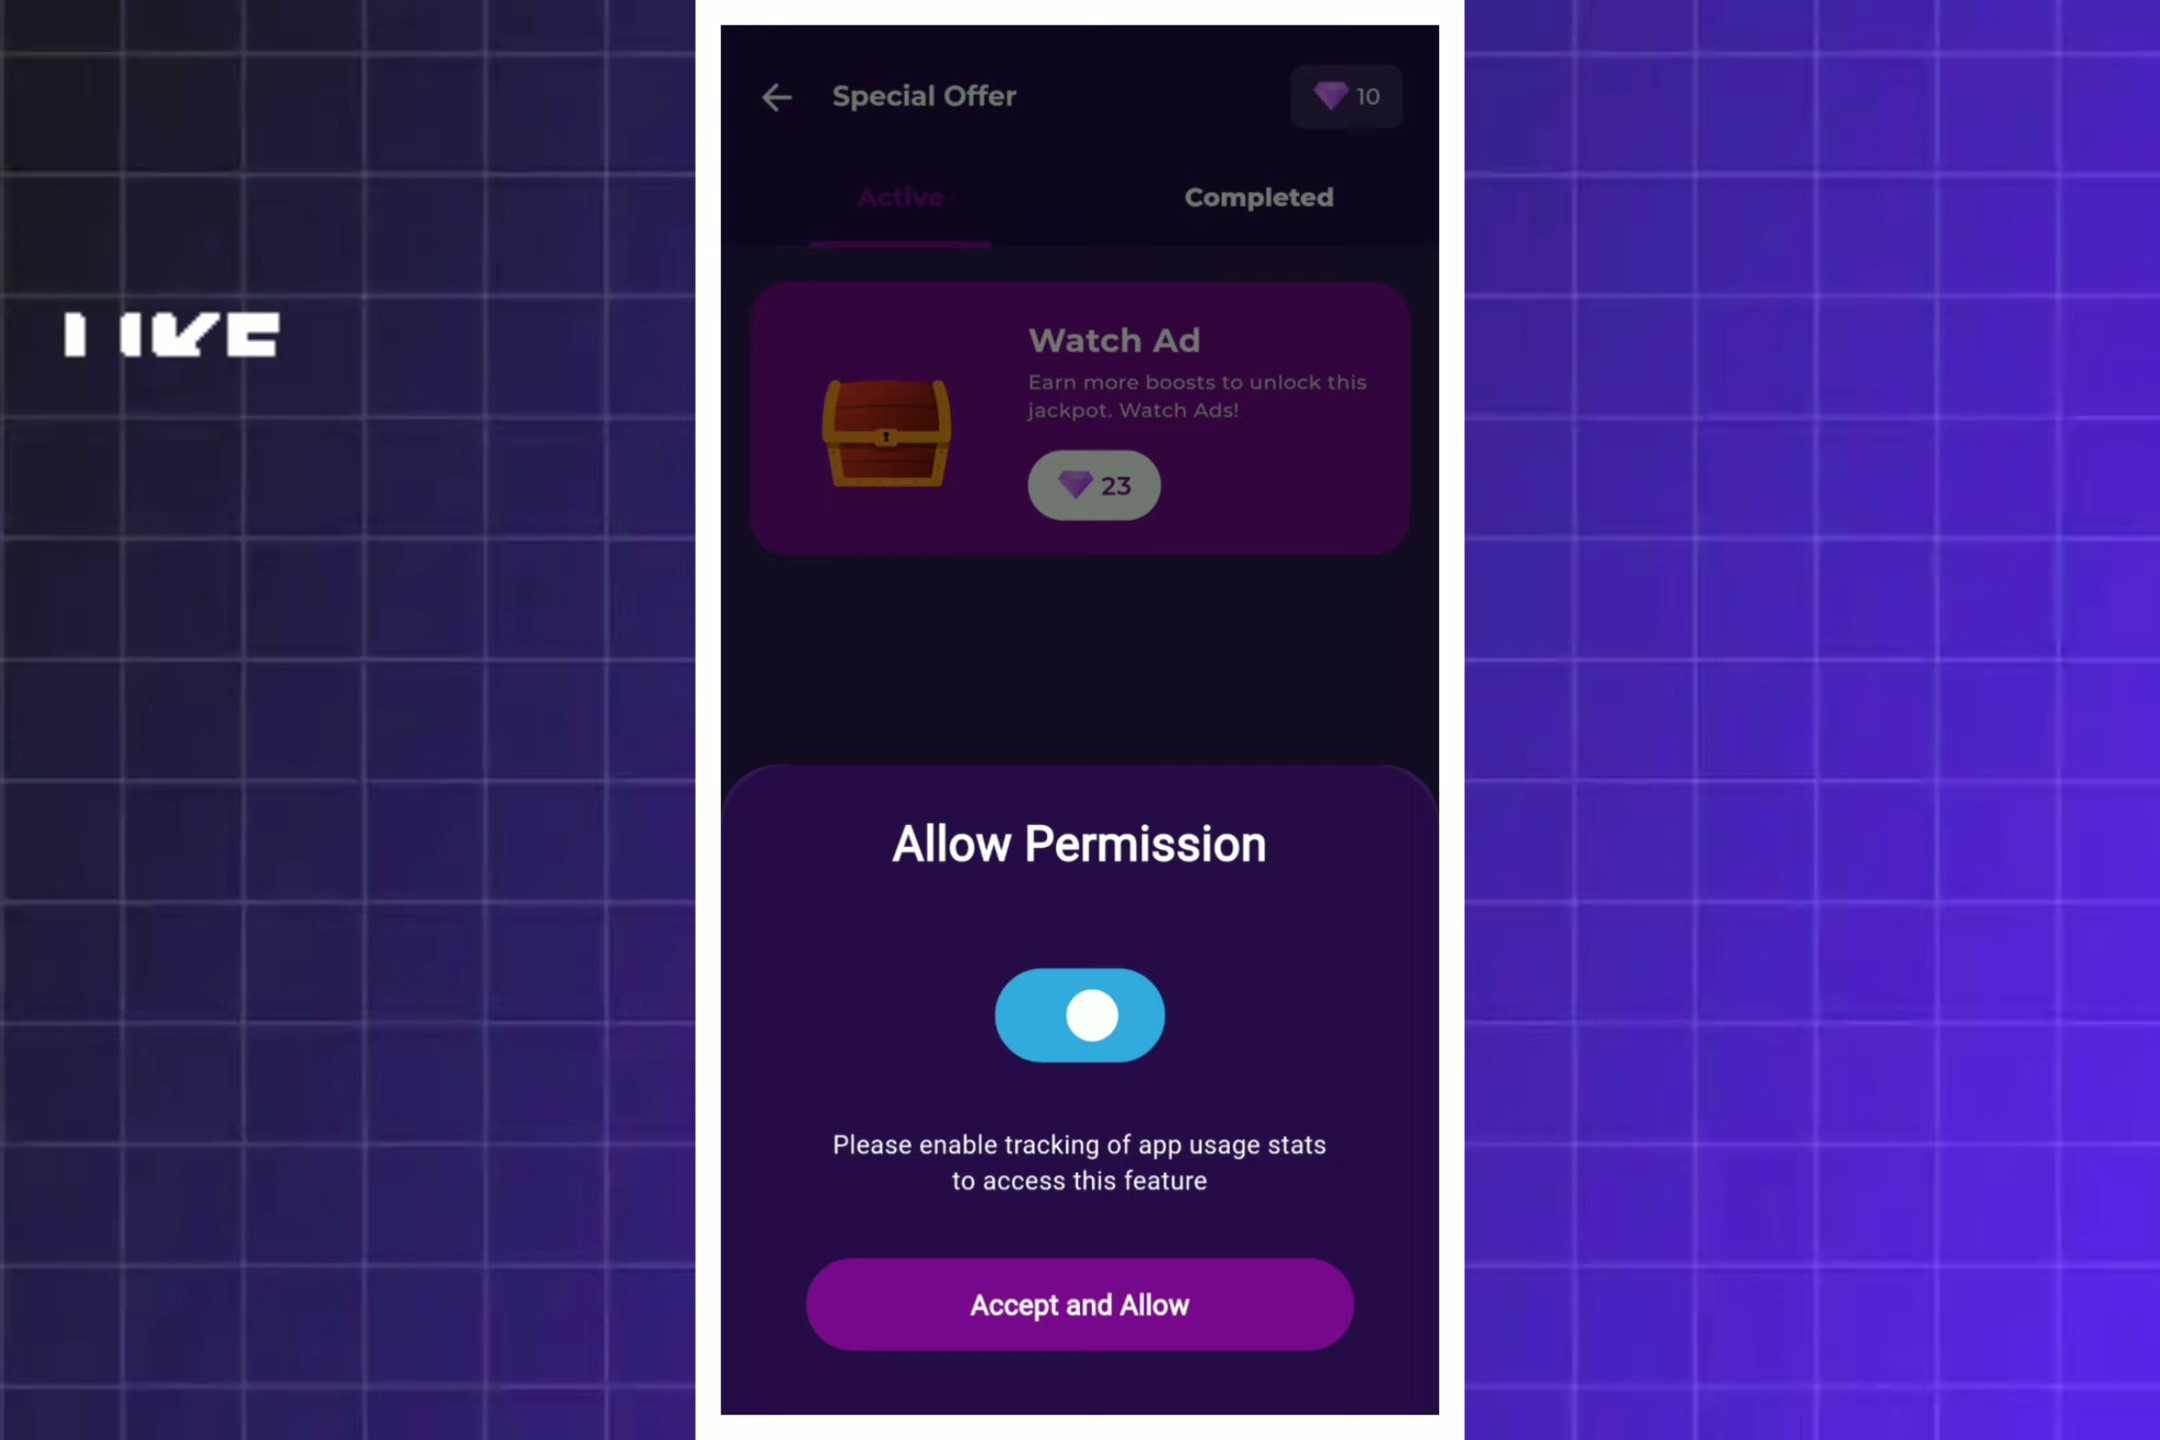 Special Offer
10
Active
Completed
Watch Ad
Earn more boosts to unlock this
jackpot. Watch Ads!
23
Allow Permission
Please enable tracking of app usage stats
to access this feature
Accept and Allow